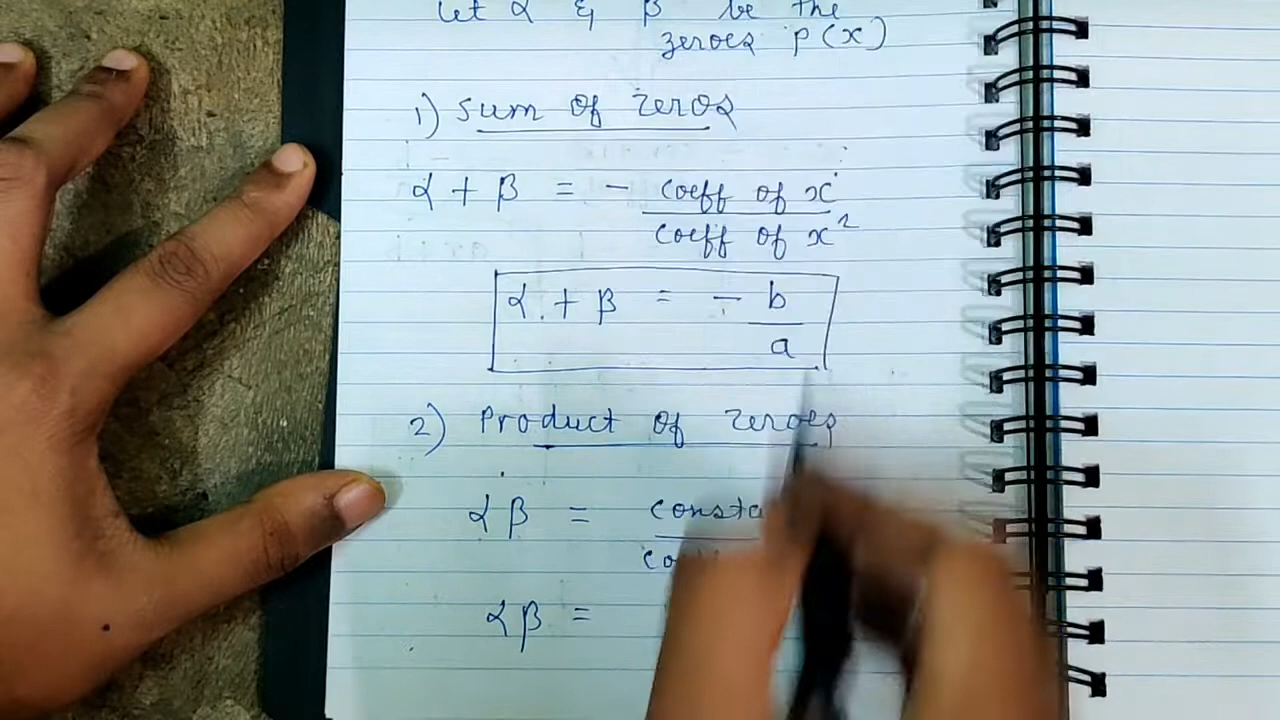 Let α & β be the
zeroes p(x)
1) Sum of zeros
α + β = - coeff of x
coeff of x²
α + β = - b
a
2) Product of zeroes
αβ =
αβ =